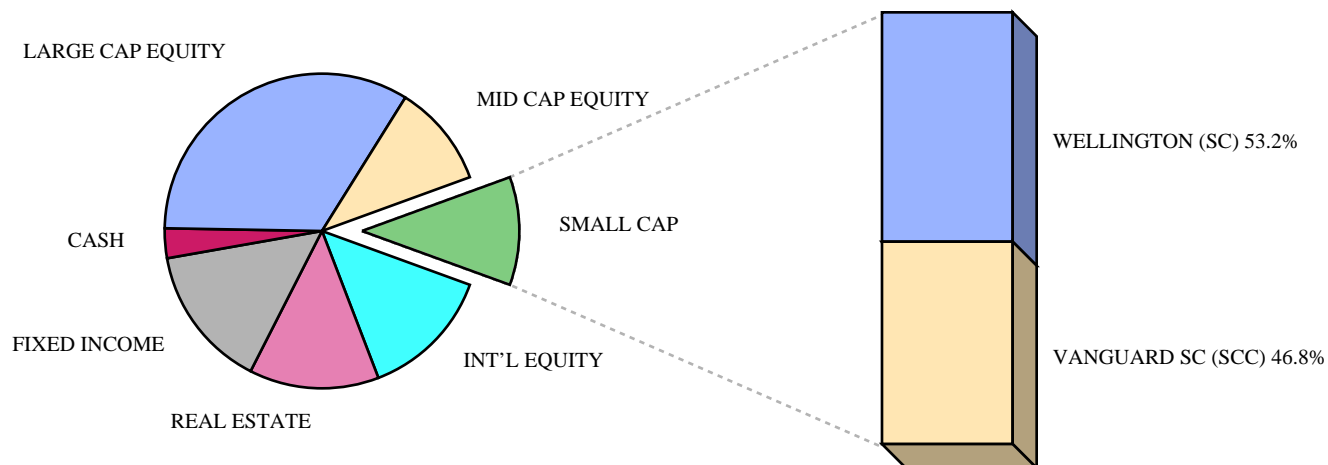 LARGE CAP EQUITY
MID CAP EQUITY
WELLINGTON (SC) 53.2%
SMALL CAP
CASH
FIXED INCOME
INT'L EQUITY
VANGUARD SC (SCC) 46.8%
REAL ESTATE